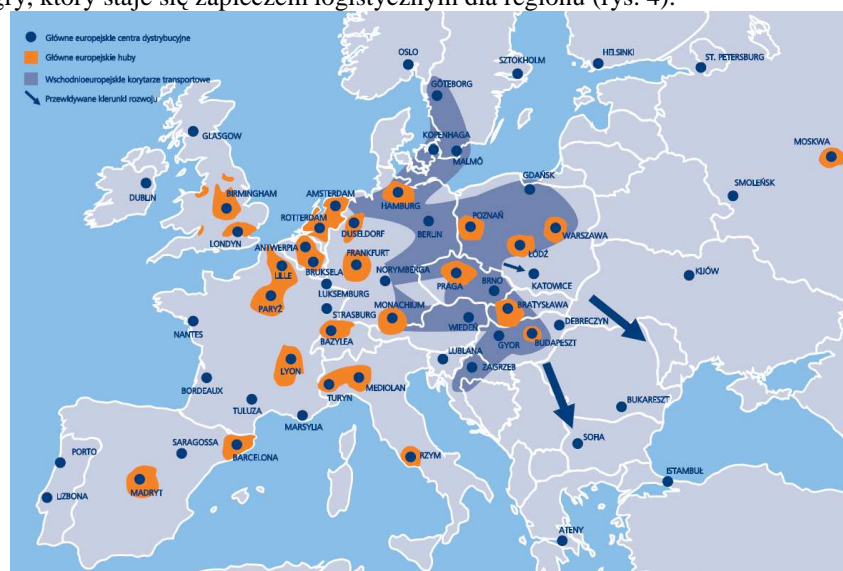 gry, który staje się zapleczem logistycznym dla regionu (rys. 4).
Główne europejskie centra dystrybucyjne
Główne europejskie huby
Wschodnioeuropejskie korytarze transportowe
Przewidywane kierunki rozwoju
OSLO
SZTOKHOLM
HELSINKI
ST. PETERSBURG
GÖTEBORG
GLASGOW
KOPENHAGA
MALMÖ
MOSKWA
DUBLIN
BIRMINGHAM
AMSTERDAM
HAMBURG
GDAŃSK
SMOLEŃSK
LONDYN
ROTTERDAM
DUSELDORF
BERLIN
POZNAŃ
WARSZAWA
ANTWERPIA
ŁÓDŹ
LILLE
BRUKSELA
FRANKFURT
NORYMBERGA
PRAGA
BRNO
KATOWICE
KIJÓW
LUKSEMBURG
PARYŻ
STRASBURG
MONACHIUM
BRATYSŁAWA
WIEDEŃ
DEBRECZYN
NANTES
BAZYLEA
GYOR
BUDAPESZT
LUBLANA
ZAGRZEB
LYON
MEDIOLAN
TURYN
BORDEAUX
TULUZA
MARSYLIA
BUKARESZT
SOFIA
PORTO
SARAGOSSA
BARCELONA
RZYM
MADRYT
LIZBONA
ISTAMBUŁ
ATENY